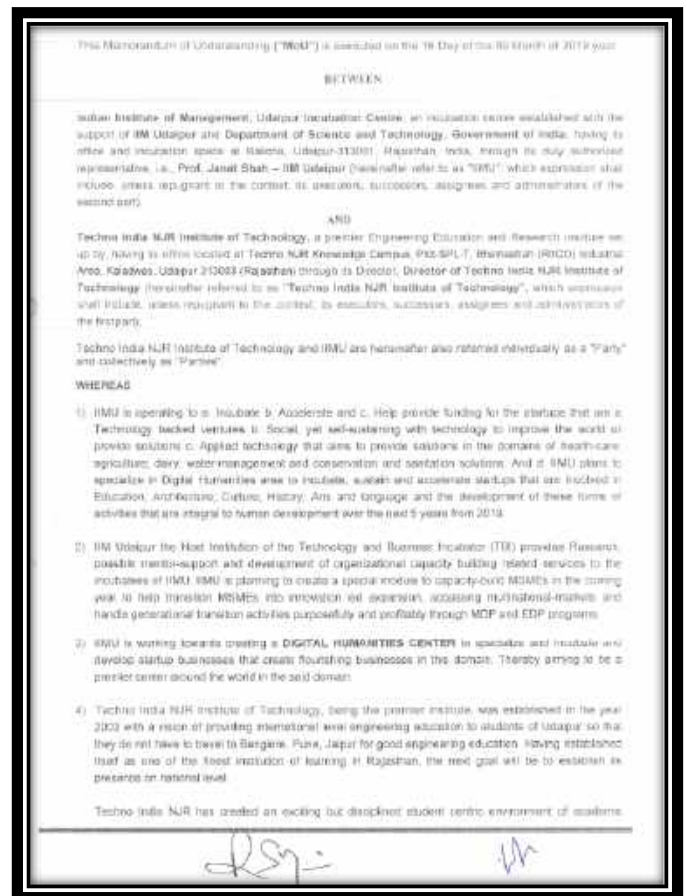 This Memorandum of Understanding ("MoU") is executed on the 16 Day of the Month of 2019 year
BETWEEN
Indian Institute of Management, Udaipur Incubation Centre, an incubation center established with the
support of IIM Udaipur and Department of Science and Technology, Government of India, having its
office and incubation space at Balicha, Udaipur-313001, Rajasthan, India, through its duly authorized
representative, i.e., Prof. Janat Shah – IIM Udaipur (hereinafter refer to as "IIMU", which expression shall
include, unless repugnant to the context, its executors, successors, assignees and administrators of the
second part).
AND
Techno India NJR Institute of Technology, a premier Engineering Education and Research institute set
up by, having its office located at Techno NJR Knowledge Campus, Plot-SPL-T, Bhamashah (RIICO) Industrial
Area, Kaladwas, Udaipur 313003 (Rajasthan) through its Director, Director of Techno India NJR Institute of
Technology (hereinafter referred to as "Techno India NJR Institute of Technology", which expression
shall include, unless repugnant to the context, its executors, successors, assignees and administrators of
the firstpart).
Techno India NJR Institute of Technology and IIMU are hereinafter also referred individually as a "Party"
and collectively as "Parties".
WHEREAS
1) IIMU is operating to a. Incubate b. Accelerate and c. Help provide funding for the startups that are a
Technology backed ventures b. Social, yet self-sustaining with technology to improve the world or
provide solutions c. Applied technology that aims to provide solutions in the domains of health-care,
agriculture, dairy, water-management and conservation and sanitation solutions. And d. IIMU plans to
specialize in Digital Humanities area to incubate, sustain and accelerate startups that are involved in
Education, Architecture, Culture, History, Arts and language and the development of these forms of
activities that are integral to human development over the next 5 years from 2019.
2) IIM Udaipur the Host Institution of the Technology and Business Incubator (TBI) provides Research,
possible mentor-support and development of organizational capacity building related services to the
incubatees of IIMU. IIMU is planning to create a special module to capacity-build MSMEs in the coming
year to help transition MSMEs into innovation led expansion, accessing multinational-markets and
handle generational transition activities purposefully and profitably through MDP and EDP programs.
3) IIMU is working towards creating a DIGITAL HUMANITIES CENTER to specialize and incubate and
develop startup businesses that create flourishing businesses in this domain. Thereby aiming to be a
premier center around the world in the said domain.
4) Techno India NJR Institute of Technology, being the premier institute, was established in the year
2003 with a vision of providing international level engineering education to students of Udaipur so that
they do not have to travel to Banglore, Pune, Jaipur for good engineering education. Having established
itself as one of the finest institution of learning in Rajasthan, the next goal will be to establish its
presence on national level.
Techno India NJR has created an exciting but disciplined student centric environment of academic